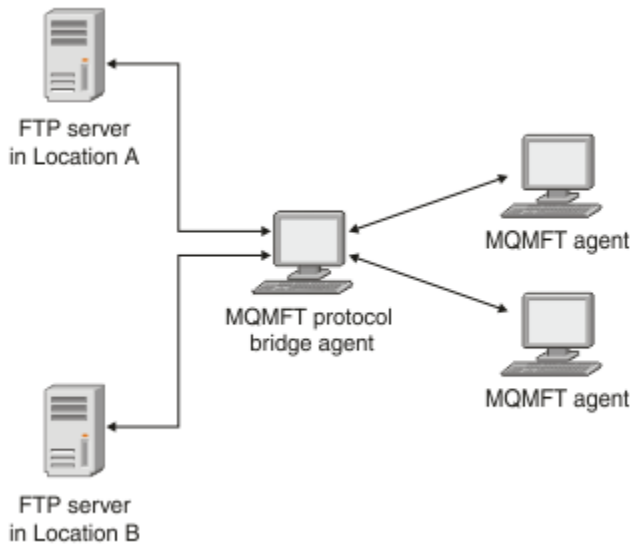 FTP server
in Location A
MQMFT agent
MQMFT protocol
bridge agent
MQMFT agent
FTP server
in Location B